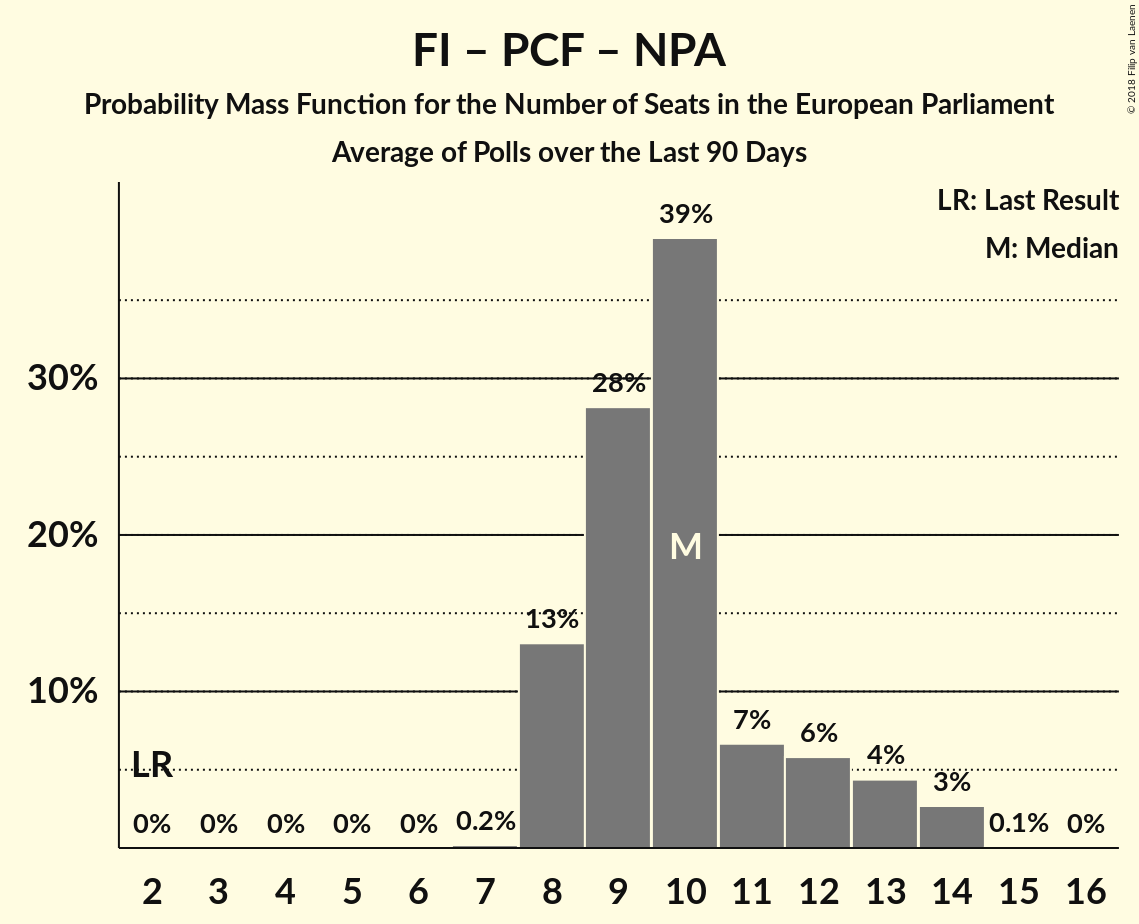 FI – PCF – NPA
Probability Mass Function for the Number of Seats in the European Parliament
Average of Polls over the Last 90 Days
© 2018 Filip van Laenen
LR: Last Result
M: Median
39%
30%
28%
20%
M
13%
10%
7%
6%
4%
3%
LR
0% 0% 0% 0% 0% 0.2% 0.1% 0%
2 3 4 5 6 7 8 9 10 11 12 13 14 15 16